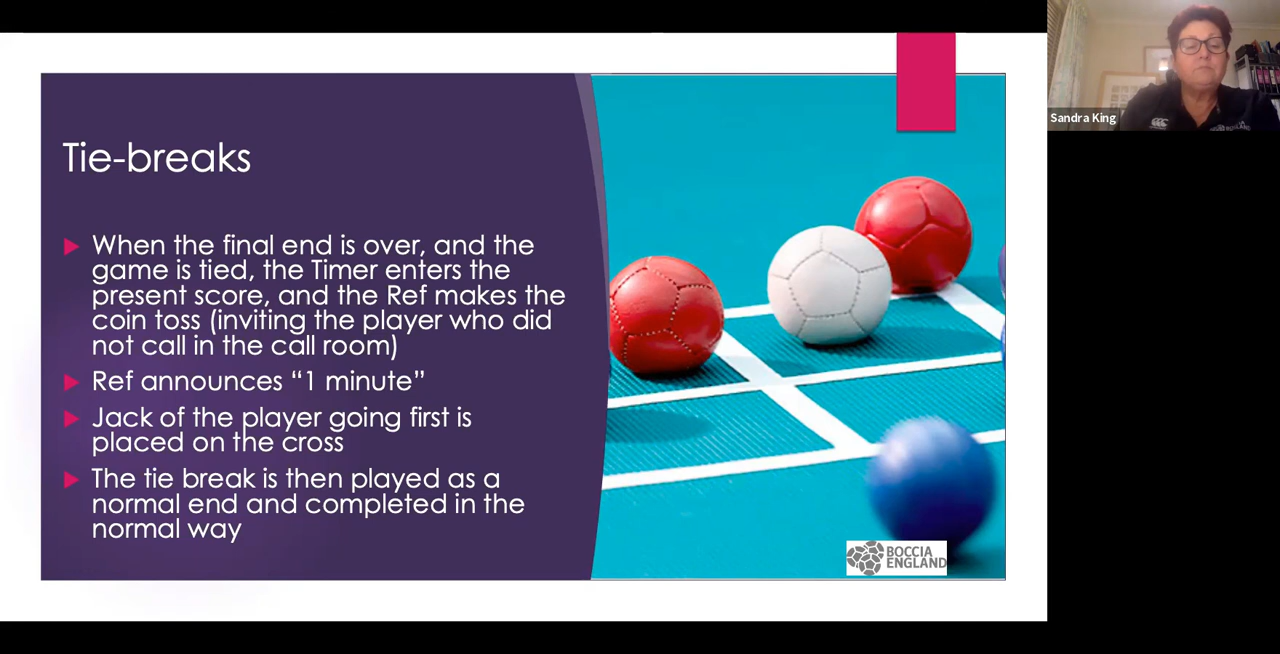 Tie-breaks
When the final end is over, and the
game is tied, the Timer enters the
present score, and the Ref makes the
coin toss (inviting the player who did
not call in the call room)
Ref announces “1 minute”
Jack of the player going first is
placed on the cross
The tie break is then played as a
normal end and completed in the
normal way
BOCCIA
ENGLAND
Sandra King